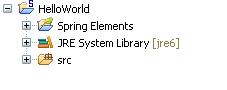 HelloWorld
Spring Elements
JRE System Library [jre6]
src